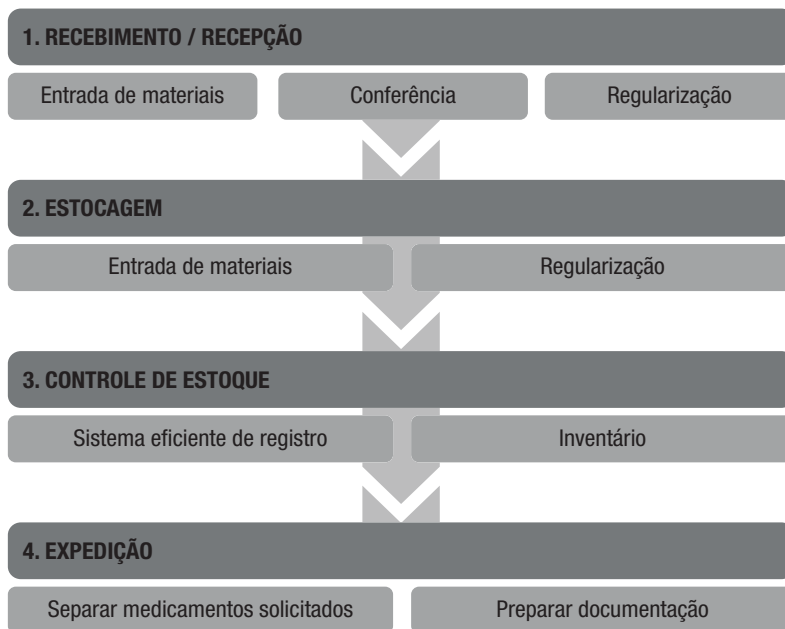 1. RECEBIMENTO / RECEPÇÃO
Entrada de materiais
Conferência
Regularização
2. ESTOCAGEM
Entrada de materiais
Regularização
3. CONTROLE DE ESTOQUE
Sistema eficiente de registro
Inventário
4. EXPEDIÇÃO
Separar medicamentos solicitados
Preparar documentação